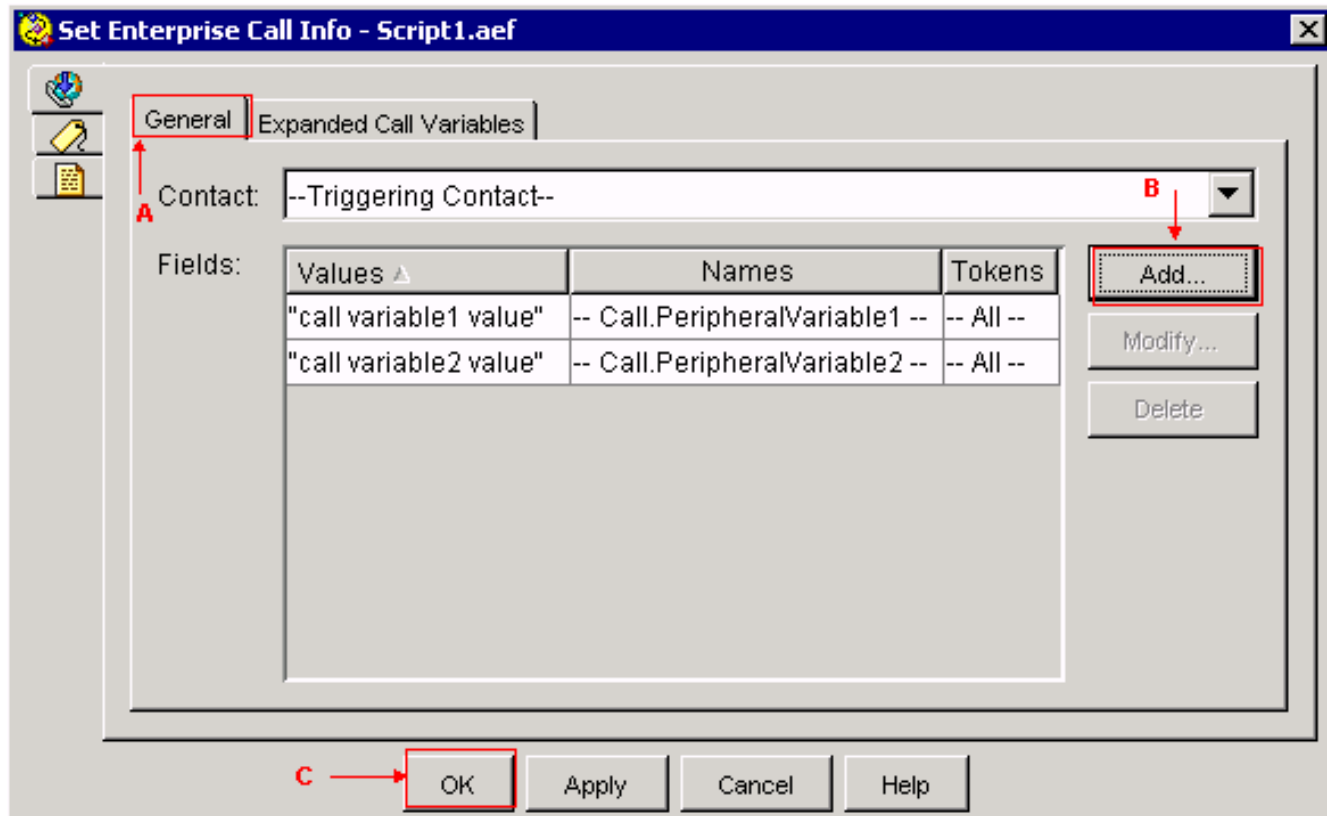 Set Enterprise Call Info - Script1.aef
General Expanded Call Variables
A
Contact: --Triggering Contact--
B
Fields: Values Names Tokens
"call variable1 value" -- Call.PeripheralVariable1 -- -- All --
"call variable2 value" -- Call.PeripheralVariable2 -- -- All --
Add...
Modify...
Delete
C
OK Apply Cancel Help